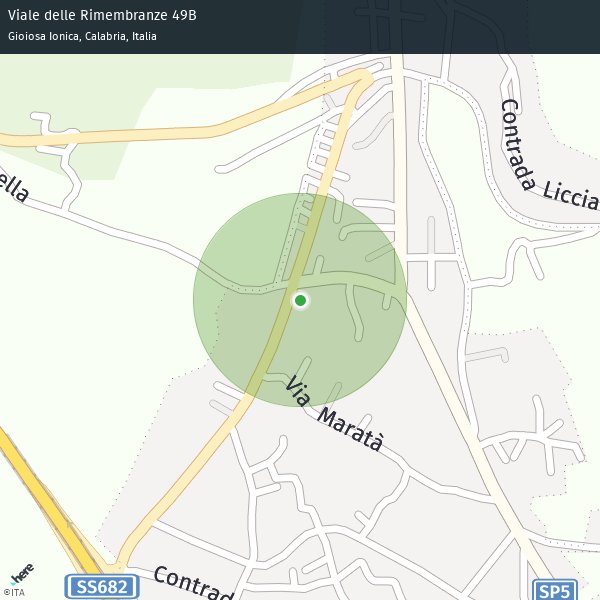 Viale delle Rimembranze 49B
Gioiosa Ionica, Calabria, Italia
Contrada Liccia
ella
Via Maratà
SS682
Contrad
SP5
here
©ITA